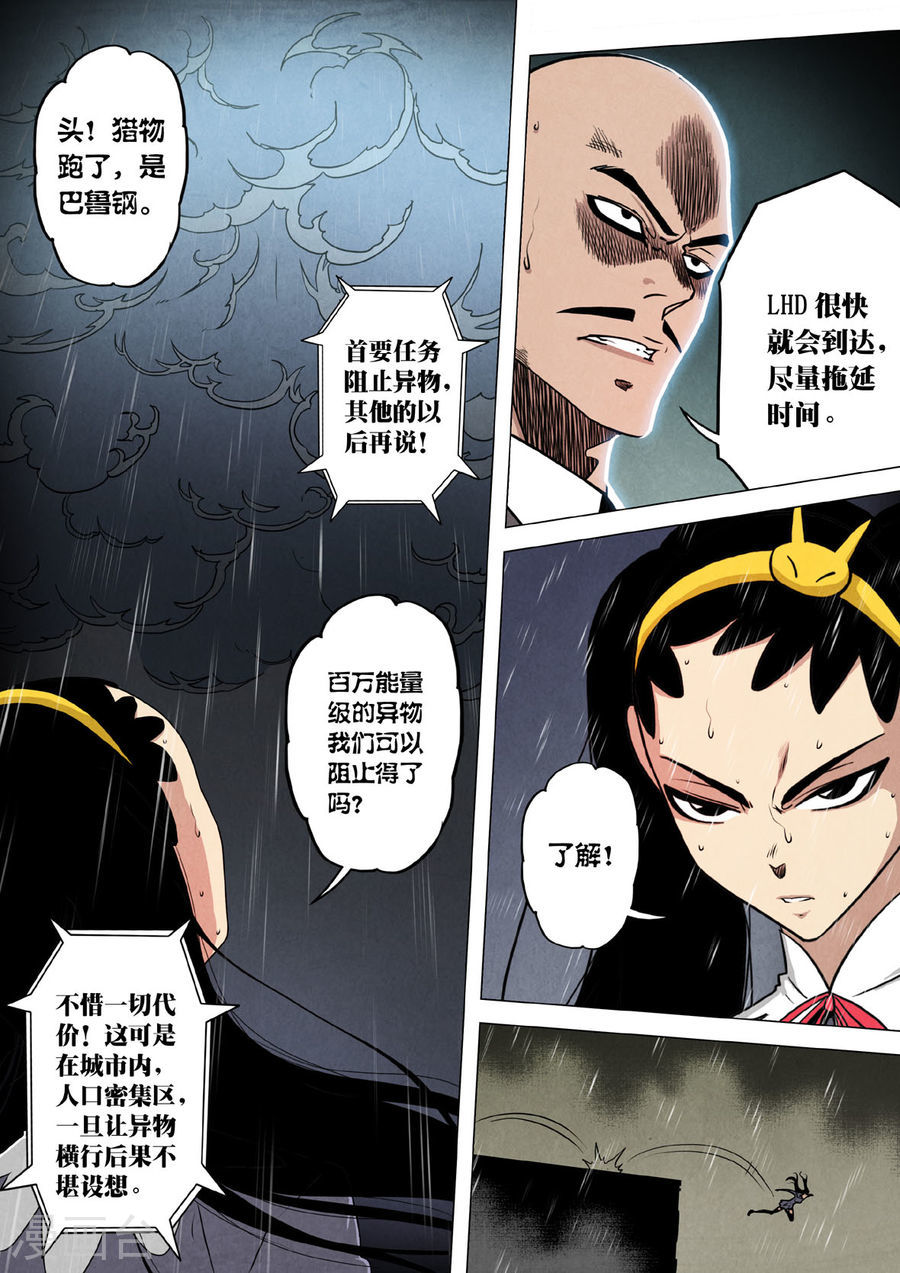 头！猎物
跑了，是
巴鲁钢。
首要任务
阻止异物，
其他的以
后再说！
百万能量
级的异物
我们可以
阻止得了
吗？
不惜一切代
价！这可是
在城市内，
人口密集区，
一旦让异物
横行后果不
堪设想。
LHD 很快
就会到达，
尽量拖延
时间。
了解！
漫画台